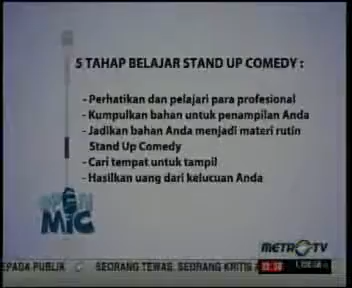 5 TAHAP BELAJAR STAND UP COMEDY :
- Perhatikan dan pelajari para profesional
- Kumpulkan bahan untuk penampilan Anda
- Jadikan bahan Anda menjadi materi rutin
Stand Up Comedy
- Cari tempat untuk tampil
- Hasilkan uang dari kelucuan Anda
OPEN
MIC
METRO TV
EPADA PUBLIK SEORANG TEWAS, SEORANG KRITIS